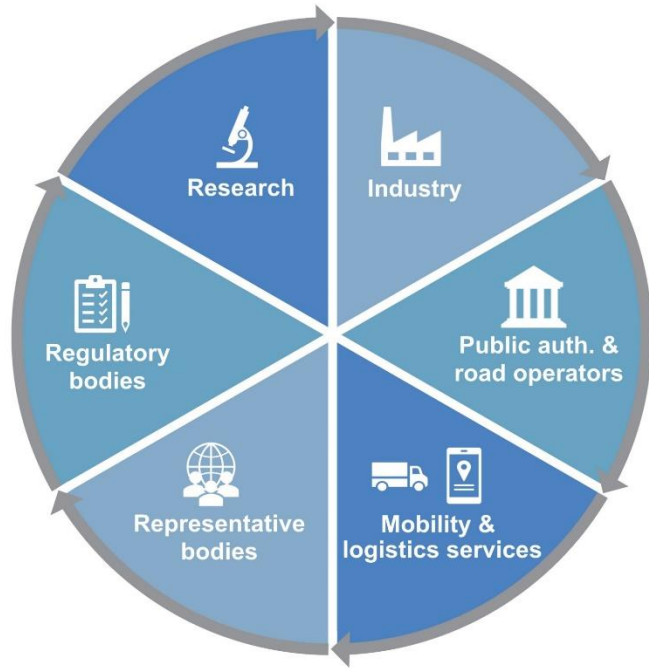 Research
Industry
Public auth. &
road operators
Mobility &
logistics services
Representative
bodies
Regulatory
bodies